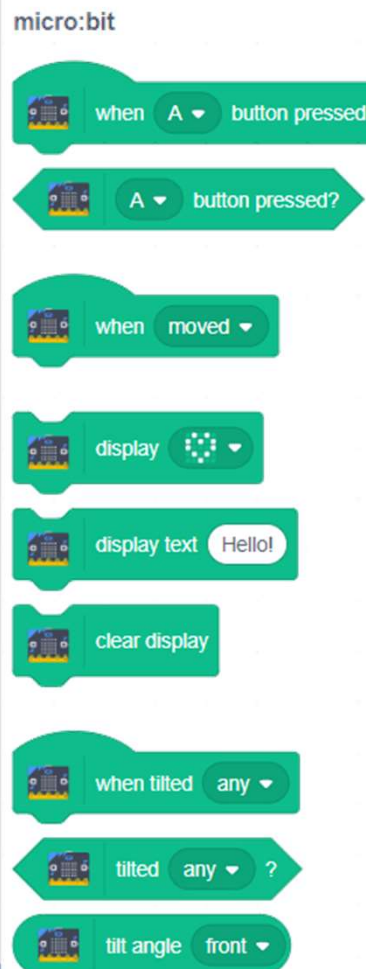 micro:bit
when A button pressed
A button pressed?
when moved
display
display text Hello!
clear display
when tilted any
tilted any ?
tilt angle front